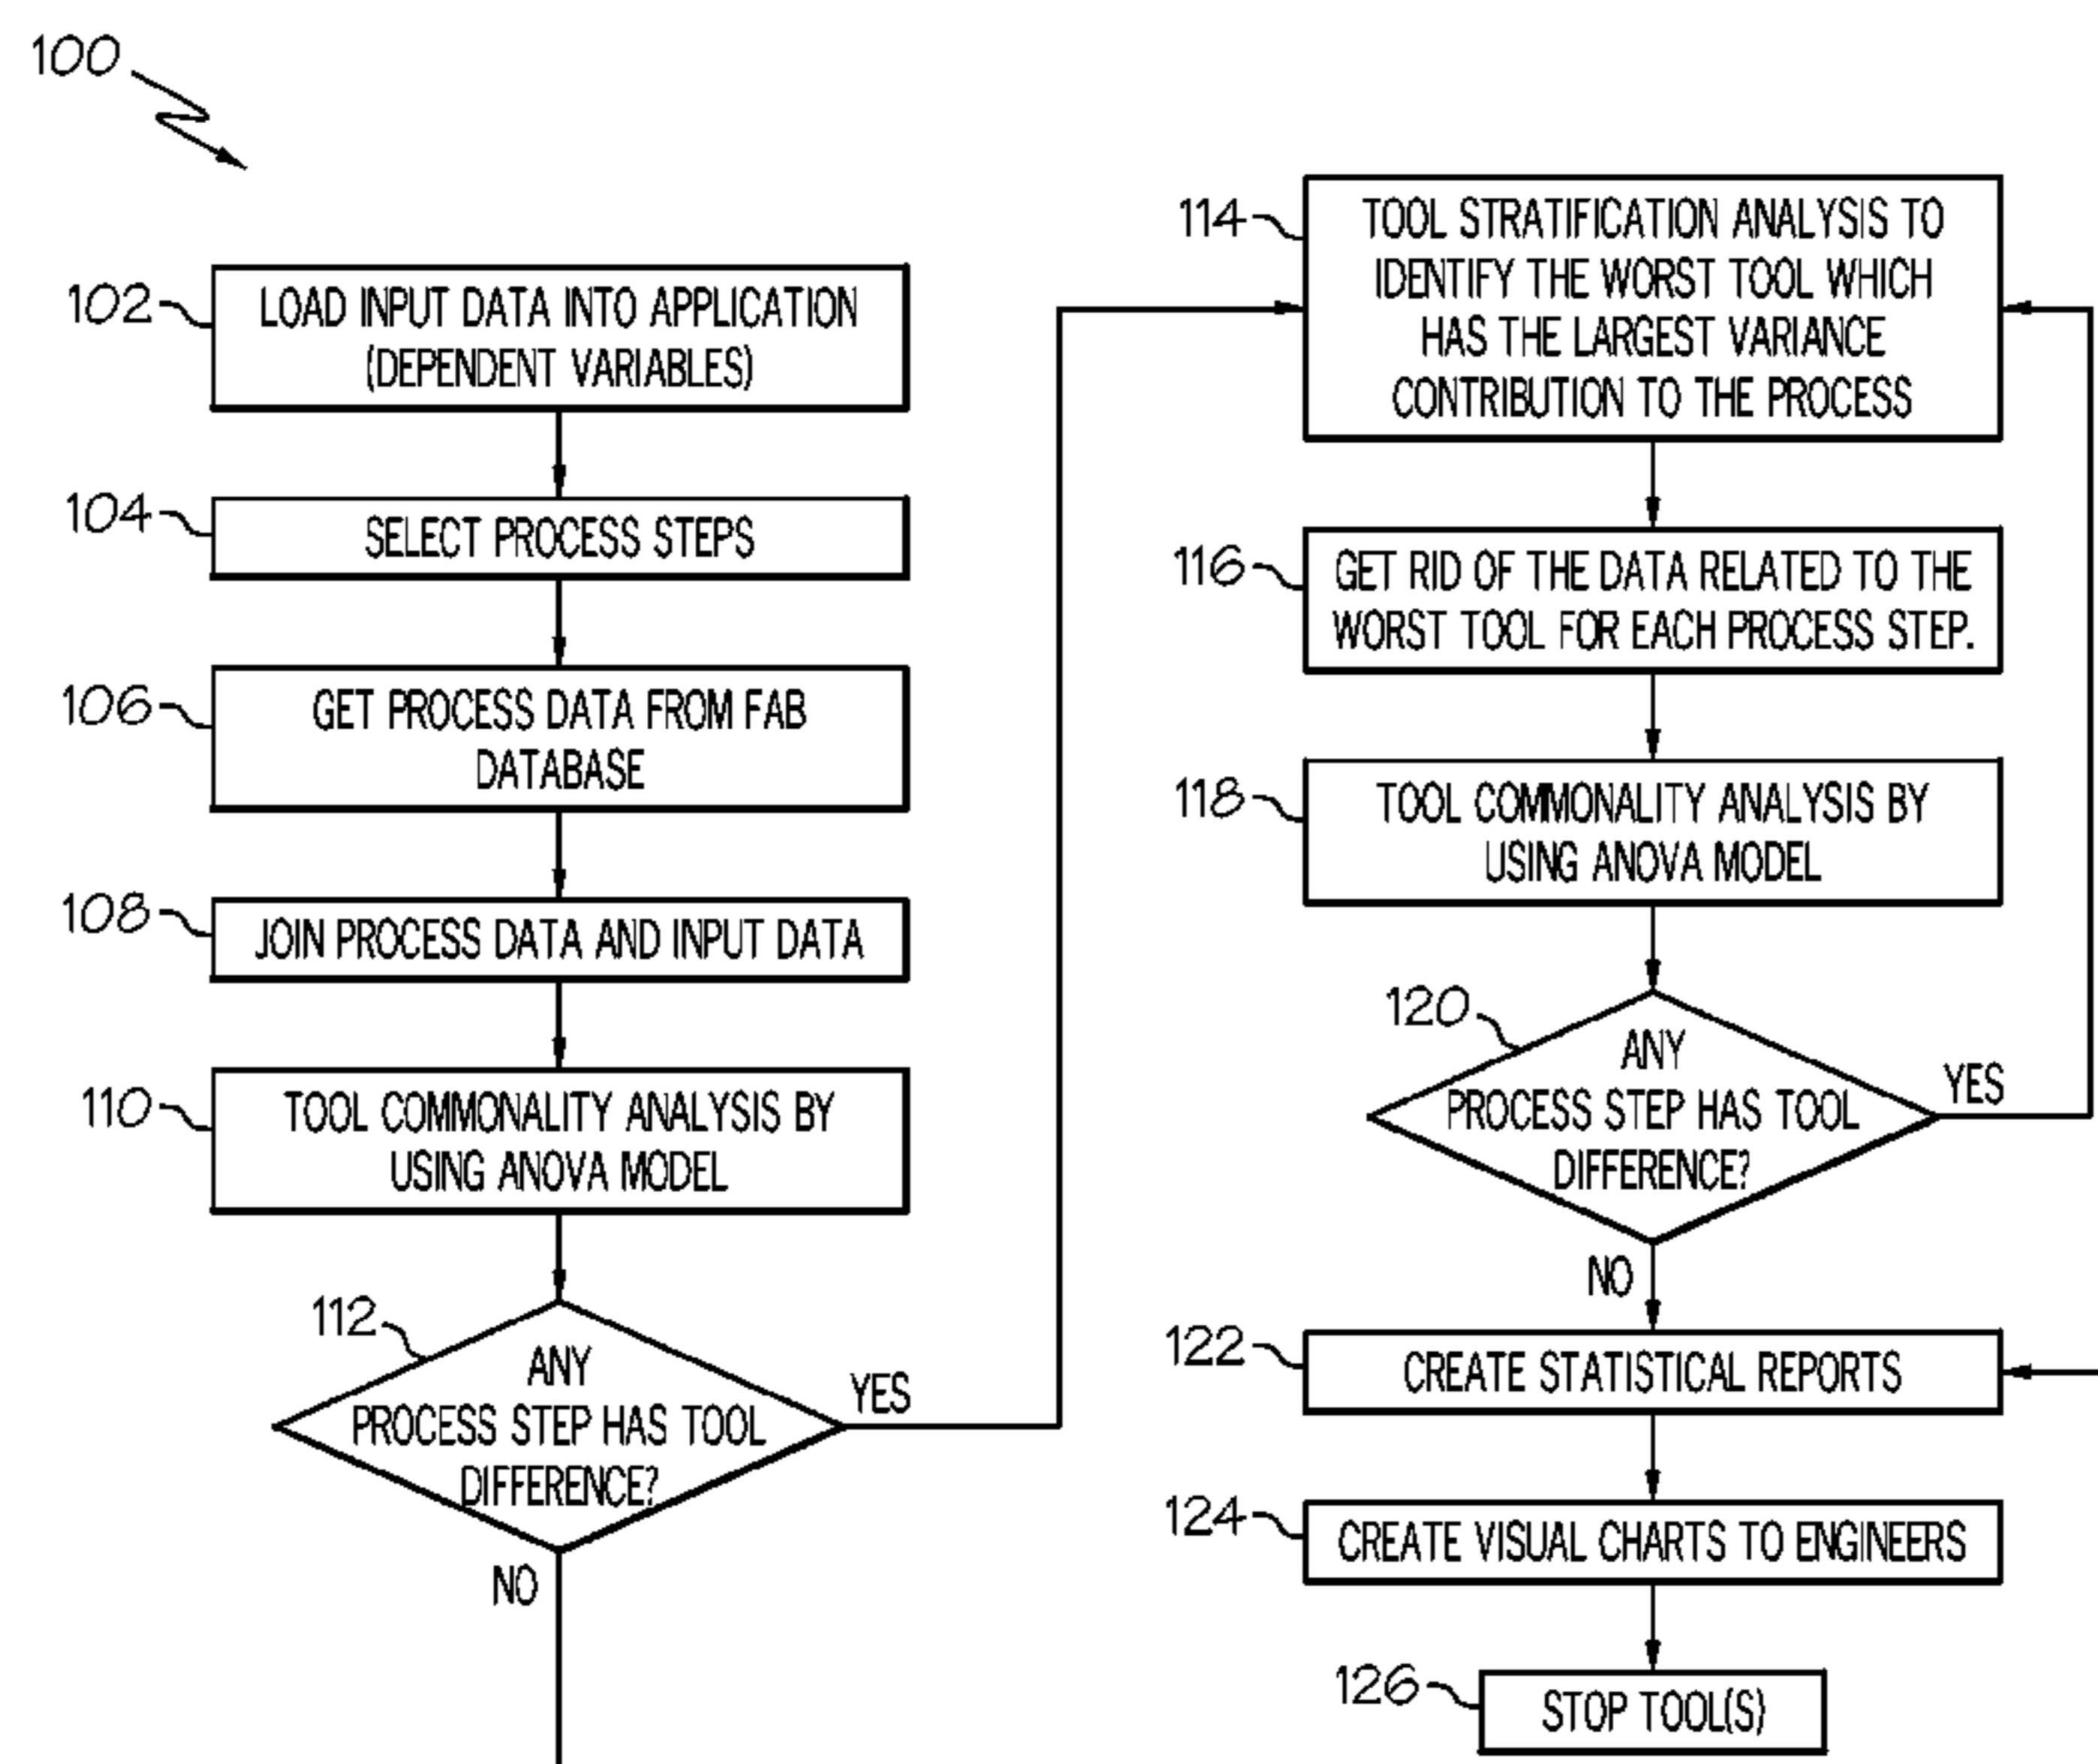 100
102
LOAD INPUT DATA INTO APPLICATION
(DEPENDENT VARIABLES)
104
SELECT PROCESS STEPS
106
GET PROCESS DATA FROM FAB
DATABASE
108
JOIN PROCESS DATA AND INPUT DATA
110
TOOL COMMONALITY ANALYSIS BY
USING ANOVA MODEL
112
ANY
PROCESS STEP HAS TOOL
DIFFERENCE?
YES
NO
114
TOOL STRATIFICATION ANALYSIS TO
IDENTIFY THE WORST TOOL WHICH
HAS THE LARGEST VARIANCE
CONTRIBUTION TO THE PROCESS
116
GET RID OF THE DATA RELATED TO THE
WORST TOOL FOR EACH PROCESS STEP.
118
TOOL COMMONALITY ANALYSIS BY
USING ANOVA MODEL
120
ANY
PROCESS STEP HAS TOOL
DIFFERENCE?
YES
NO
122
CREATE STATISTICAL REPORTS
124
CREATE VISUAL CHARTS TO ENGINEERS
126
STOP TOOL(S)